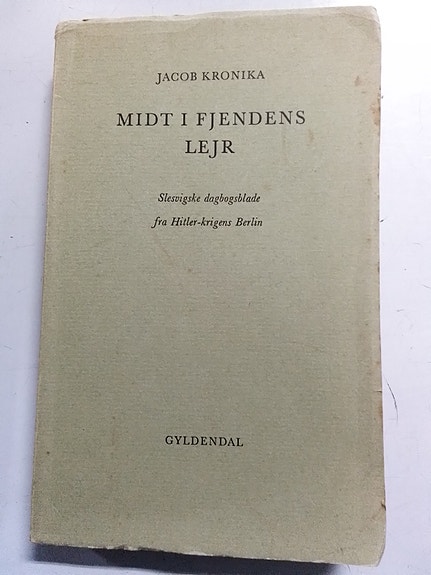 JACOB KRONIKA
MIDT I FJENDENS
LEJR
Slesvigske dagbogsblade
fra Hitler-krigens Berlin
GYLDENDAL